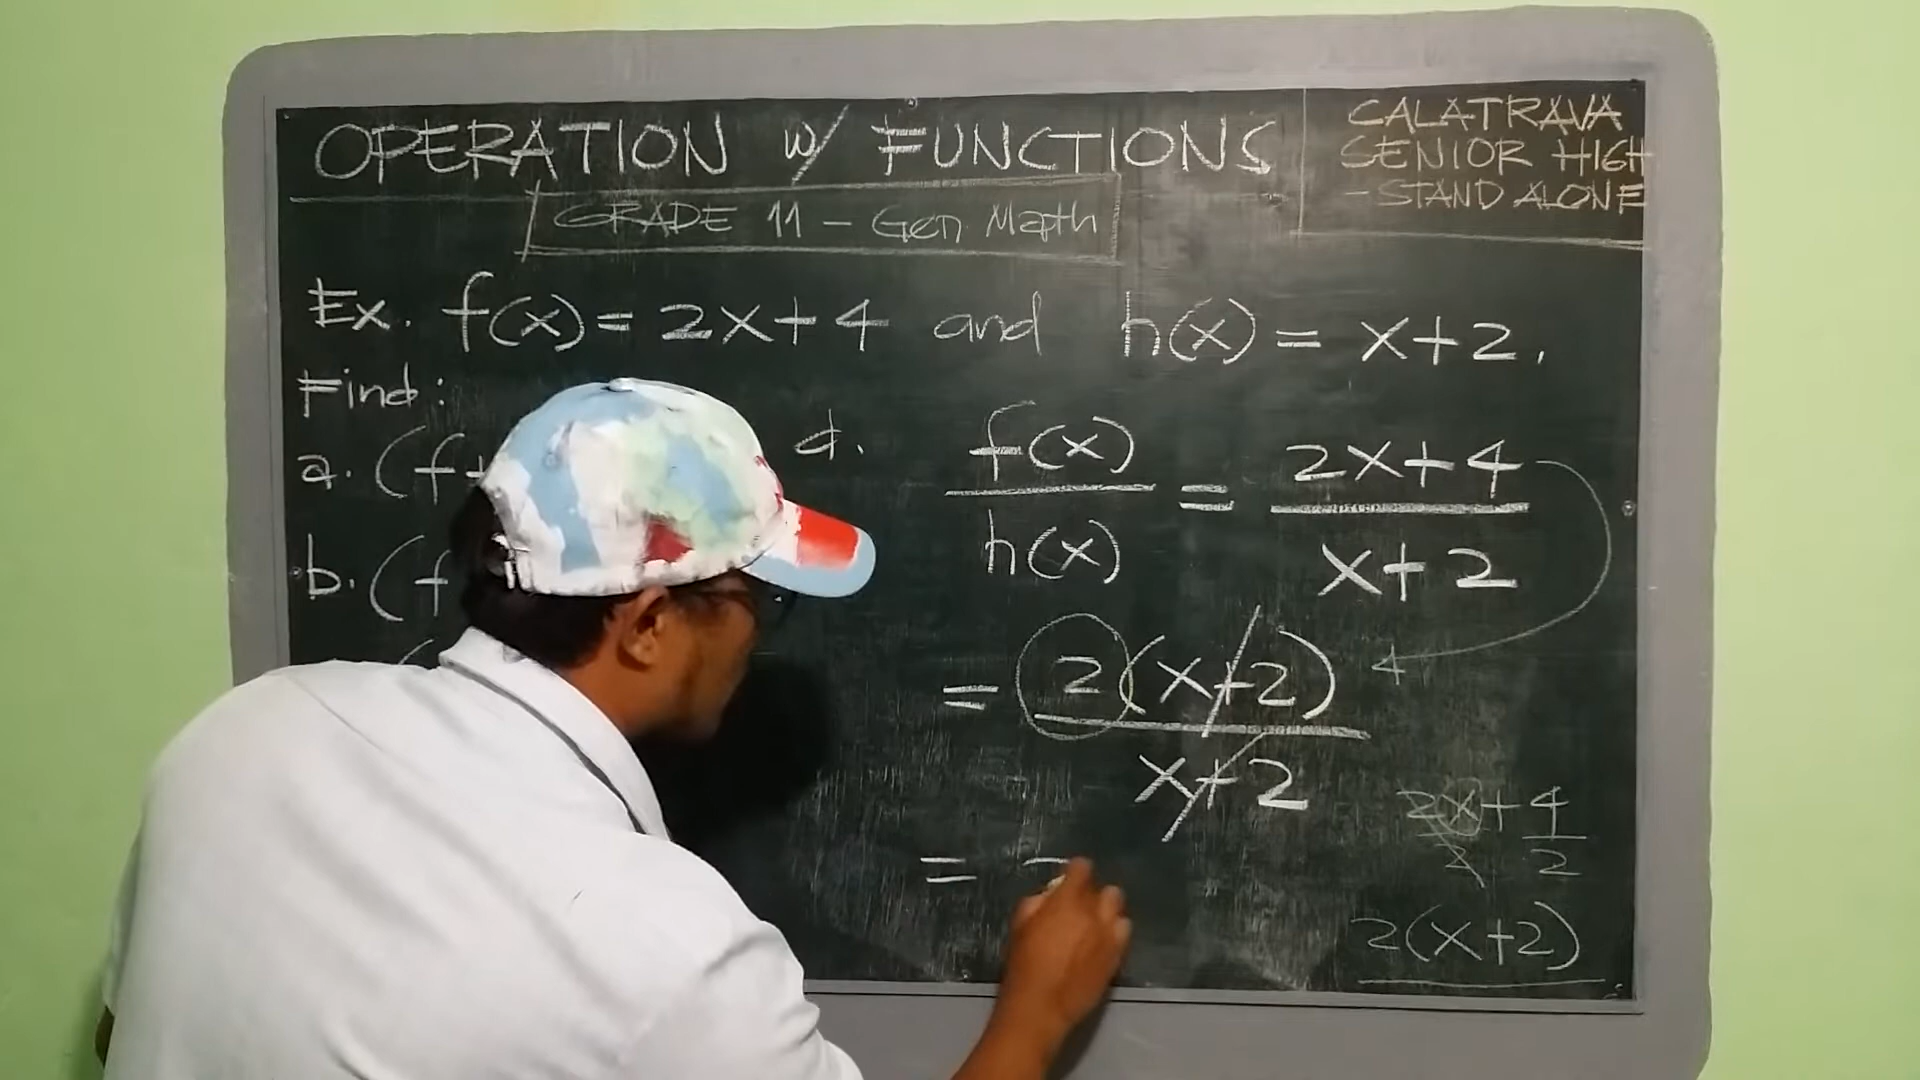 OPERATION w/ FUNCTIONS
CALATRAVA
SENIOR HIGH
- STAND ALONE
GRADE 11 - Gen Math
Ex. f(x) = 2x+4 and h(x) = x+2.
Find:
a. (f+
b. (f
(
d. f(x)/h(x) = 2x+4/x+2
= 2(x+2)/x+2
=
2x+4
2 2
2(x+2)